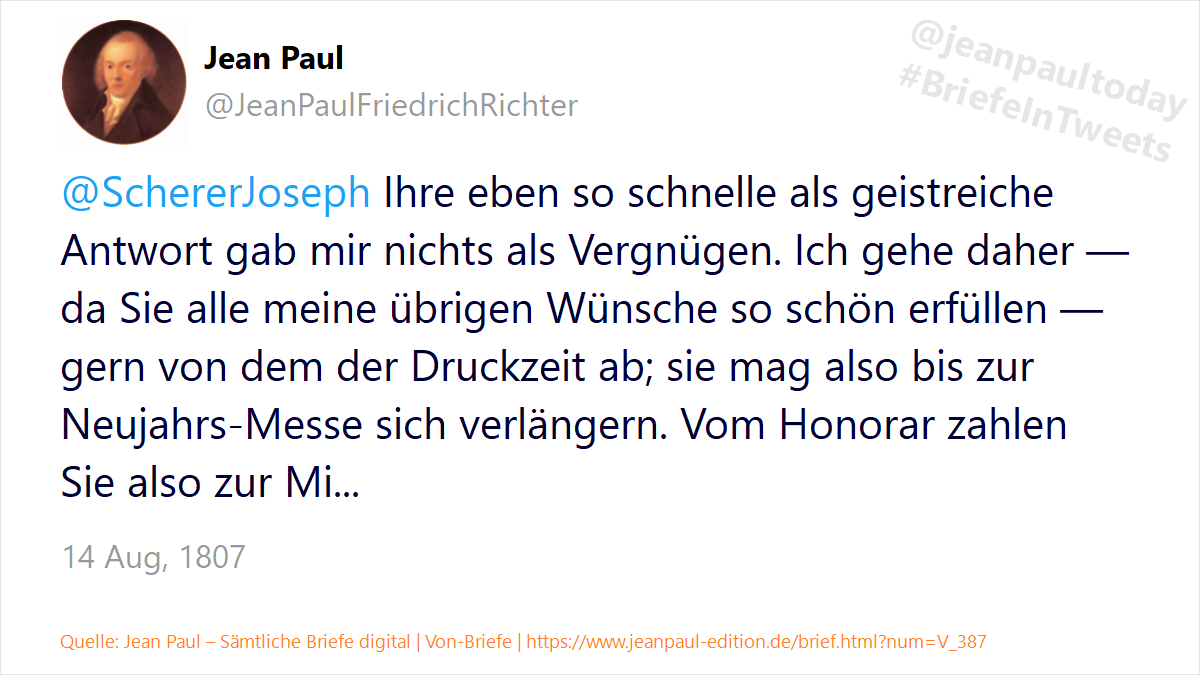 Jean Paul
@JeanPaulFriedrichRichter
@jeanpaultoday
#BriefeInTweets
@SchererJoseph Ihre eben so schnelle als geistreiche
Antwort gab mir nichts als Vergnügen. Ich gehe daher —
da Sie alle meine übrigen Wünsche so schön erfüllen —
gern von dem der Druckzeit ab; sie mag also bis zur
Neujahrs-Messe sich verlängern. Vom Honorar zahlen
Sie also zur Mi...
14 Aug, 1807
Quelle: Jean Paul – Sämtliche Briefe digital | Von-Briefe | https://www.jeanpaul-edition.de/brief.html?num=V_387